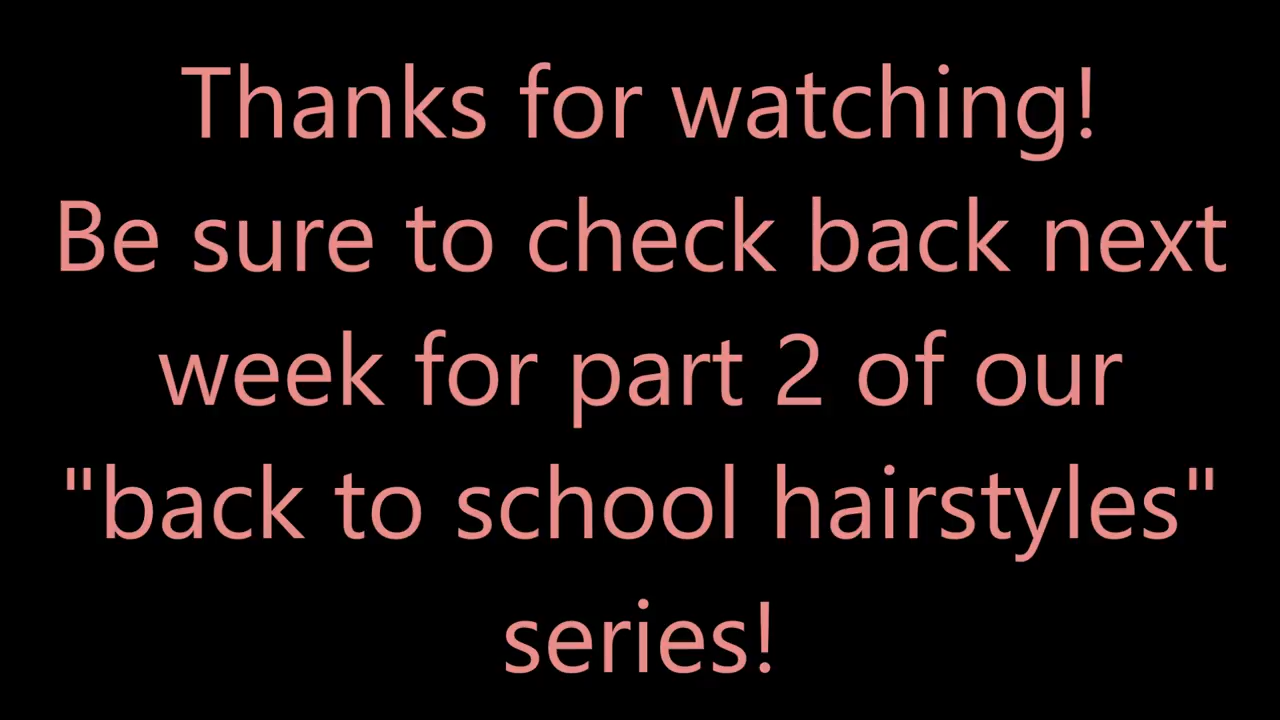 Thanks for watching!
Be sure to check back next
week for part 2 of our
"back to school hairstyles"
series!